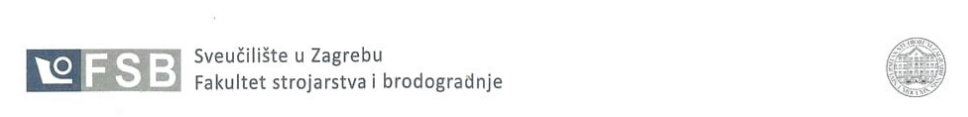 FSB
Sveučilište u Zagrebu
Fakultet strojarstva i brodogradnje